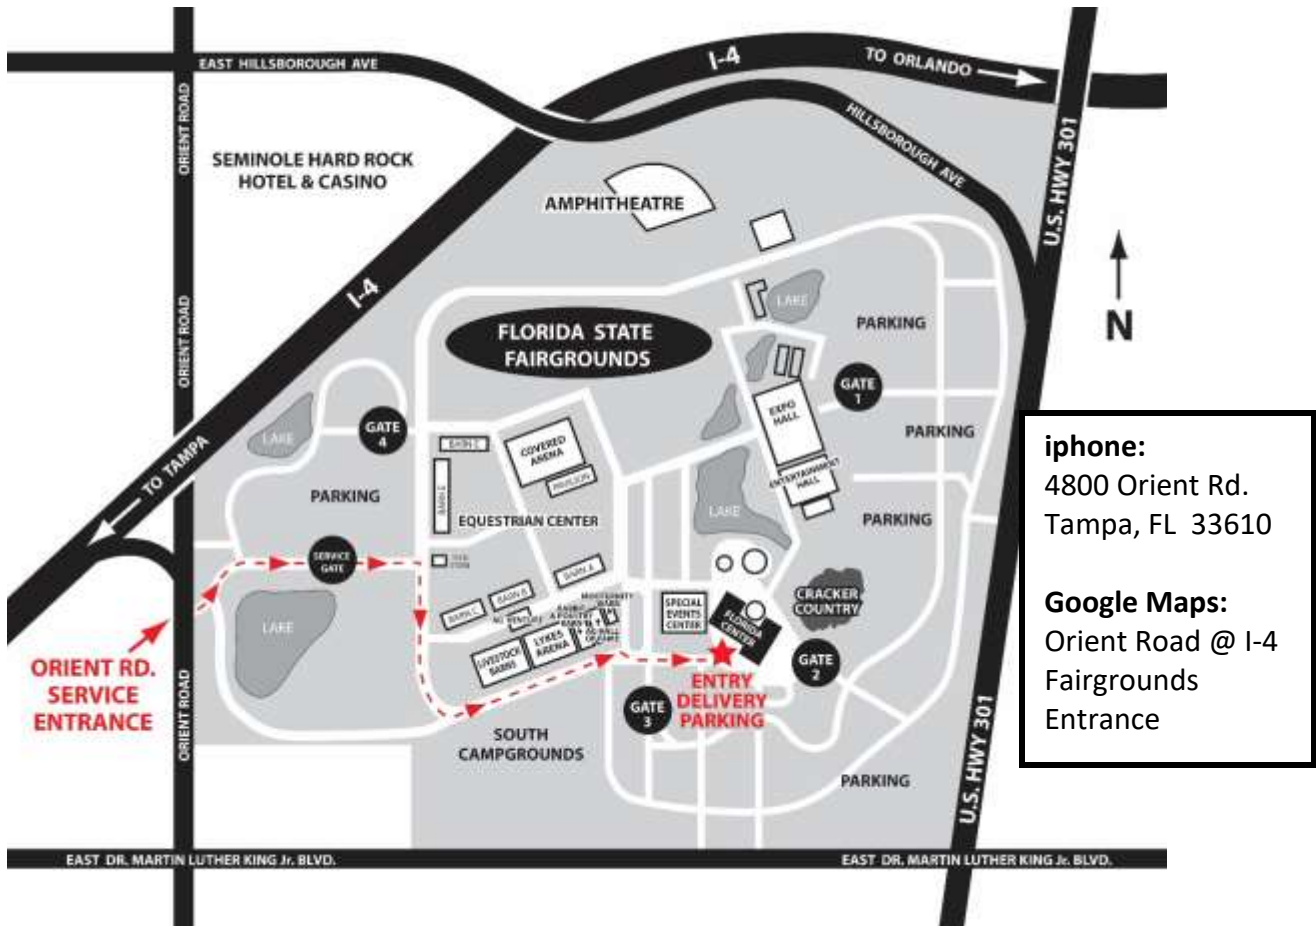 EAST HILLSBOROUGH AVE
I-4
TO ORLANDO
ORIENT ROAD
HILLSBOROUGH AVE
U.S. HWY 301
SEMINOLE HARD ROCK
HOTEL & CASINO
AMPHITHEATRE
N
I-4
LAKE
PARKING
ORIENT ROAD
FLORIDA STATE
FAIRGROUNDS
GATE
1
EXPO
HALL
PARKING
GATE
4
LAKE
TO TAMPA
COVERED
ARENA
PAVILION
BARN E
ENTERTAINMENT
HALL
PARKING
EQUESTRIAN CENTER
LAKE
PARKING
SERVICE
GATE
BARN A
BARN B
BARN C
LAKE
SPECIAL
EVENTS
CENTER
FLORIDA
CENTER
CRACKER
COUNTRY
LIVESTOCK
BARNS
LYKES
ARENA
GATE
2
ORIENT RD.
SERVICE
ENTRANCE
ORIENT ROAD
ENTRY
DELIVERY
PARKING
GATE
3
SOUTH
CAMPGROUNDS
PARKING
U.S. HWY 301
EAST DR. MARTIN LUTHER KING Jr. BLVD.
EAST DR. MARTIN LUTHER KING Jr. BLVD.
iphone:
4800 Orient Rd.
Tampa, FL 33610
Google Maps:
Orient Road @ I-4
Fairgrounds
Entrance